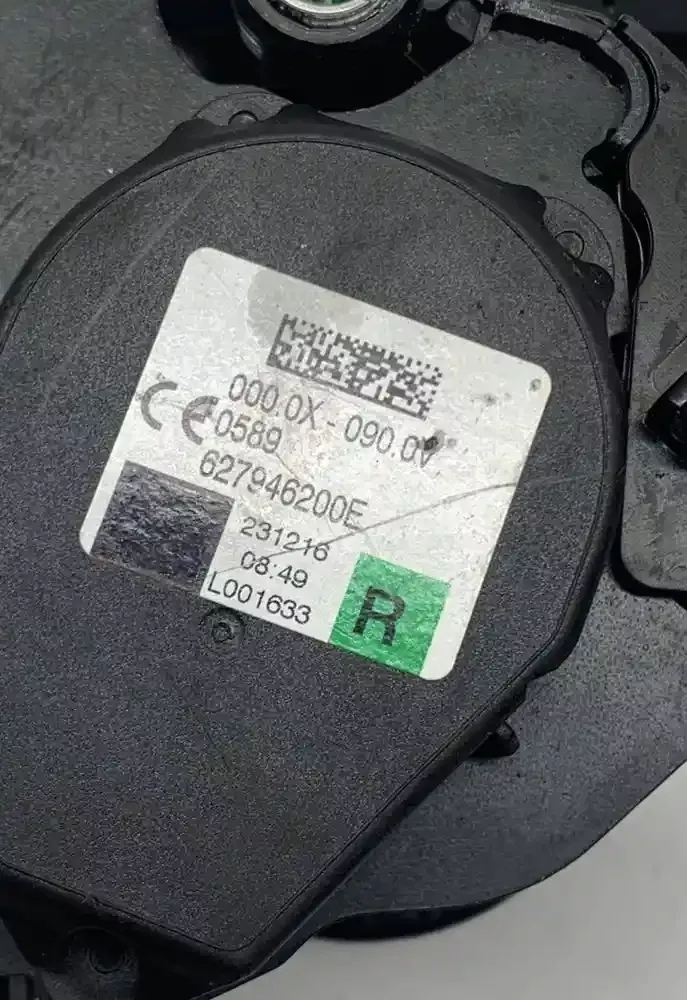 000.0X - 090.0V
CE 0589
627946200E
231216
08:49
L001633
R